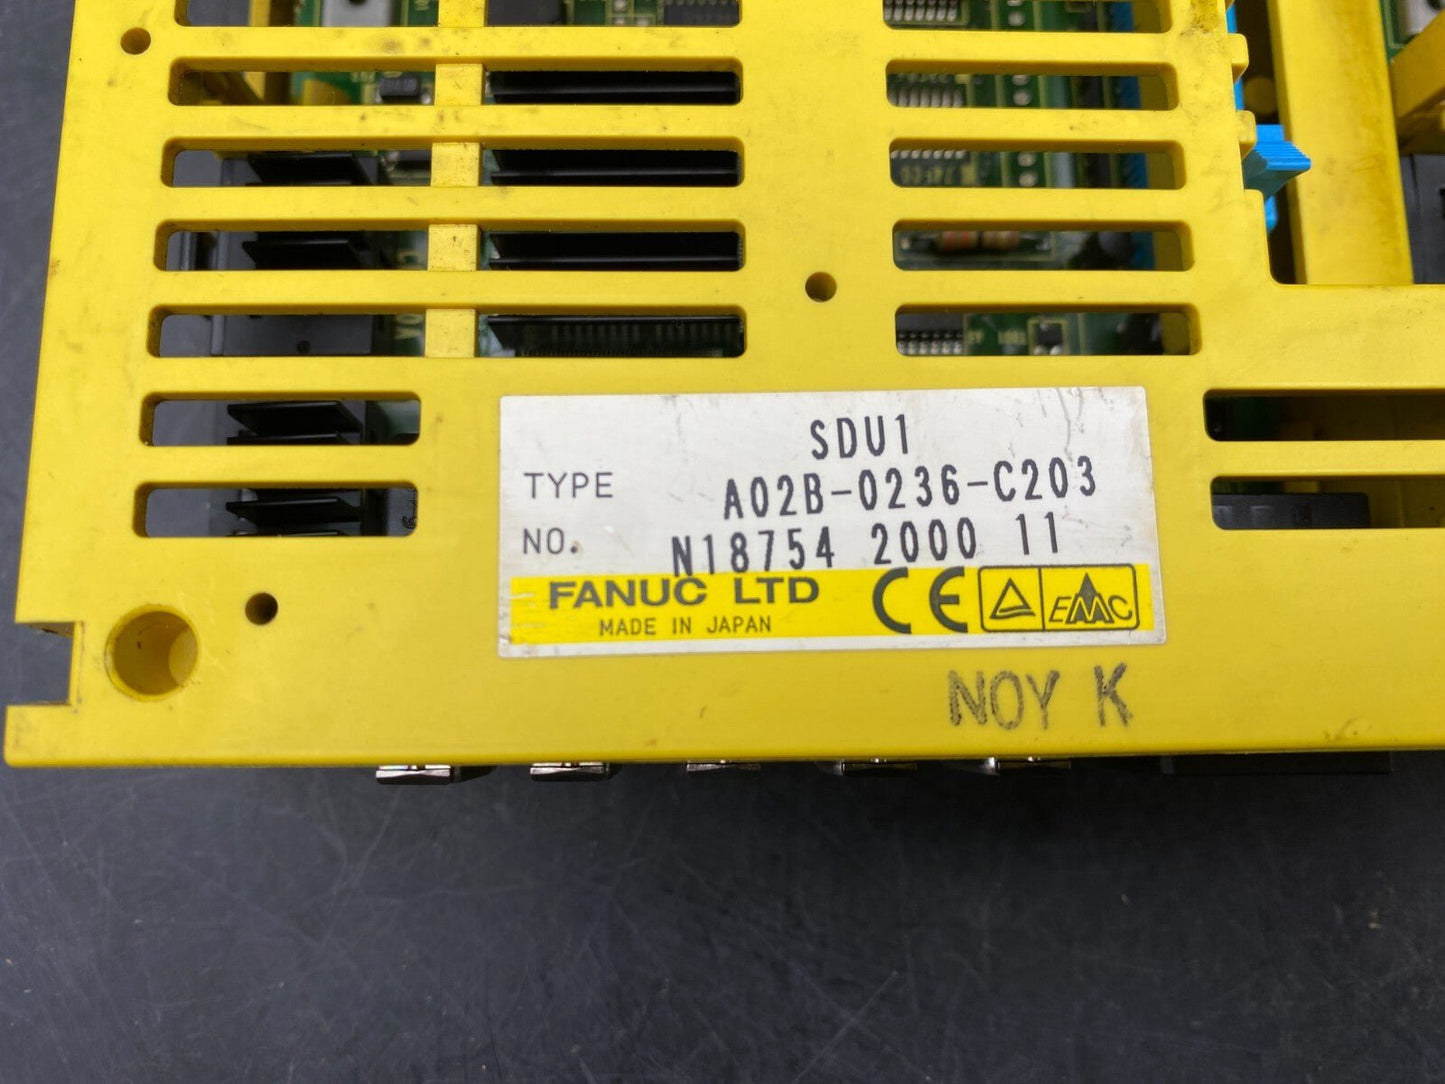 SDU1
TYPE A02B-0236-C203
NO. N18754 2000 11
FANUC LTD CE EMC
MADE IN JAPAN
NOY K